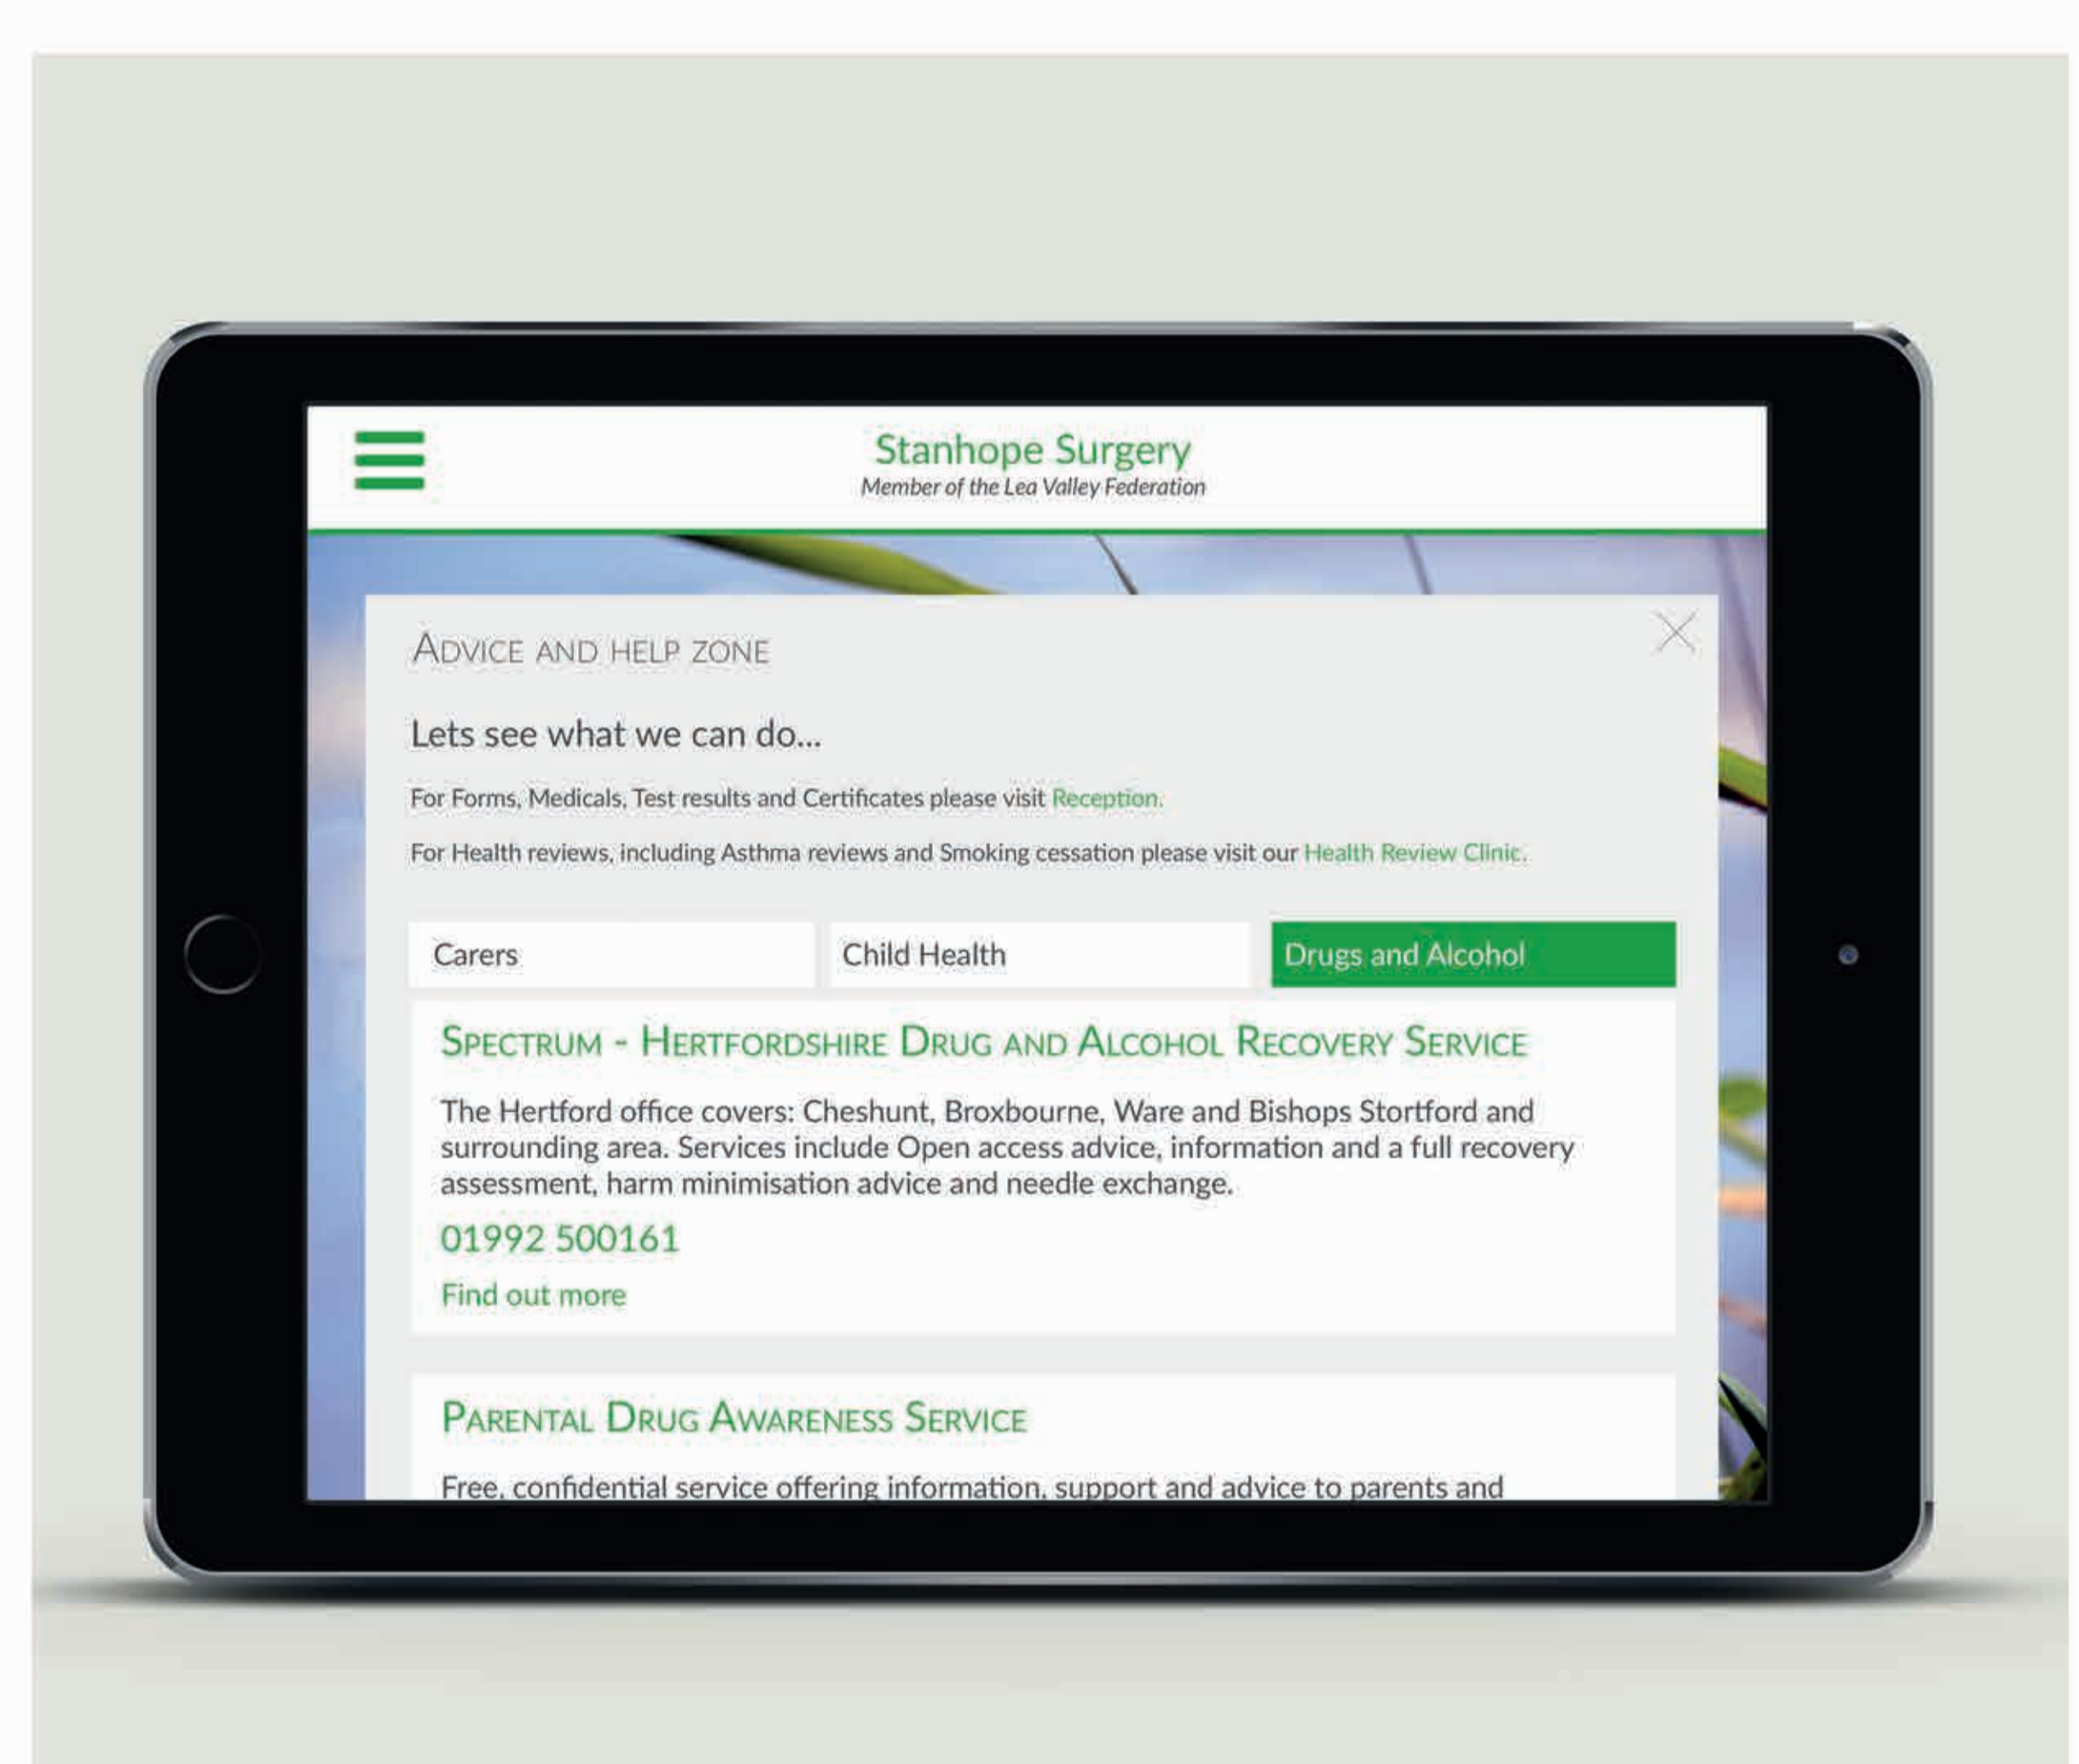 Stanhope Surgery
Member of the Lea Valley Federation
Advice and help zone
Lets see what we can do...
For Forms, Medicals, Test results and Certificates please visit Reception.
For Health reviews, including Asthma reviews and Smoking cessation please visit our Health Review Clinic.
Carers
Child Health
Drugs and Alcohol
Spectrum - Hertfordshire Drug and Alcohol Recovery Service
The Hertford office covers: Cheshunt, Broxbourne, Ware and Bishops Stortford and
surrounding area. Services include Open access advice, information and a full recovery
assessment, harm minimisation advice and needle exchange.
01992 500161
Find out more
Parental Drug Awareness Service
Free, confidential service offering information, support and advice to parents and